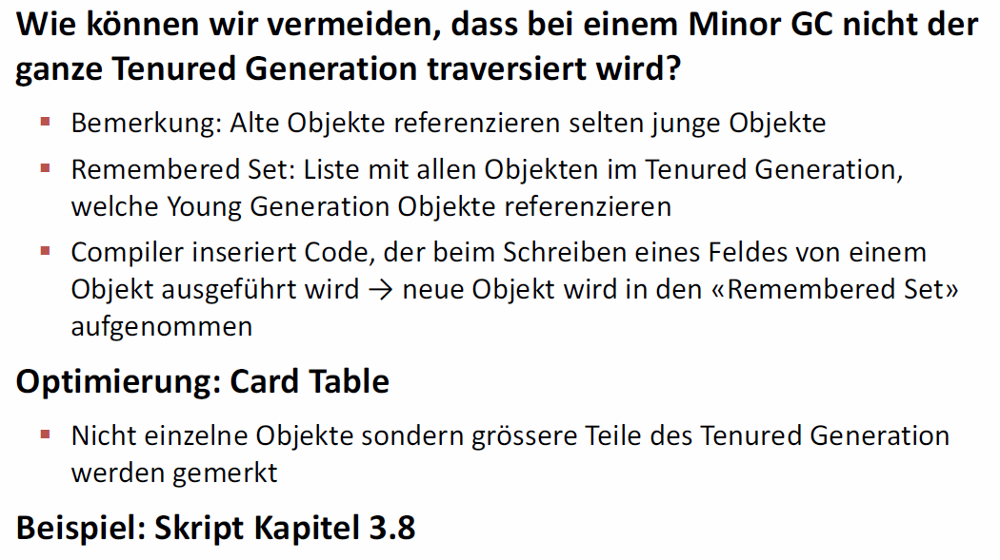 Wie können wir vermeiden, dass bei einem Minor GC nicht der
ganze Tenured Generation traversiert wird?
▪ Bemerkung: Alte Objekte referenzieren selten junge Objekte
▪ Remembered Set: Liste mit allen Objekten im Tenured Generation,
welche Young Generation Objekte referenzieren
▪ Compiler inseriert Code, der beim Schreiben eines Feldes von einem
Objekt ausgeführt wird → neue Objekt wird in den «Remembered Set»
aufgenommen
Optimierung: Card Table
▪ Nicht einzelne Objekte sondern grössere Teile des Tenured Generation
werden gemerkt
Beispiel: Skript Kapitel 3.8